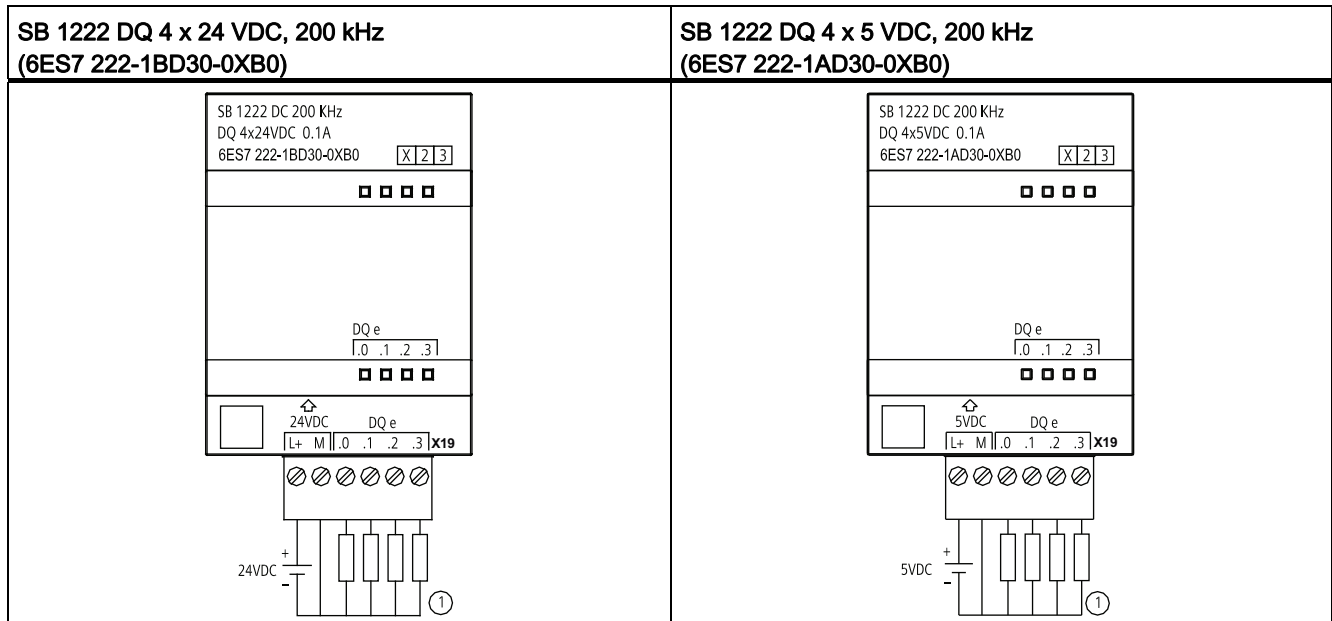 SB 1222 DQ 4 x 24 VDC, 200 kHz
(6ES7 222-1BD30-0XB0)
SB 1222 DC 200 KHz
DQ 4x24VDC 0.1A
6ES7 222-1BD30-0XB0 X 2 3
DQ e
.0 .1 .2 .3
24VDC DQ e
L+ M .0 .1 .2 .3 X19
+
24VDC
-
1
SB 1222 DQ 4 x 5 VDC, 200 kHz
(6ES7 222-1AD30-0XB0)
SB 1222 DC 200 KHz
DQ 4x5VDC 0.1A
6ES7 222-1AD30-0XB0 X 2 3
DQ e
.0 .1 .2 .3
5VDC DQ e
L+ M .0 .1 .2 .3 X19
+
5VDC
-
1